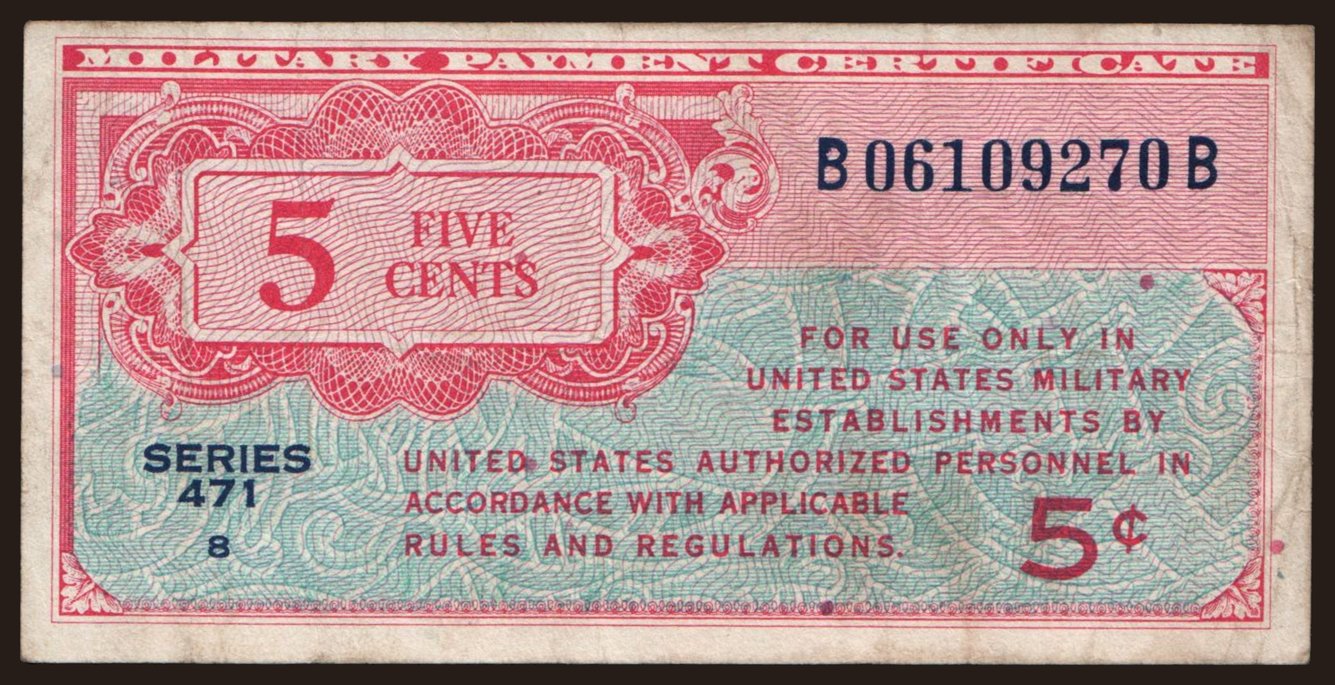 MILITARY PAYMENT CERTIFICATE
B06109270B
5 FIVE
CENTS
FOR USE ONLY IN
UNITED STATES MILITARY
ESTABLISHMENTS BY
UNITED STATES AUTHORIZED PERSONNEL IN
ACCORDANCE WITH APPLICABLE
RULES AND REGULATIONS.
SERIES
471
8
5¢